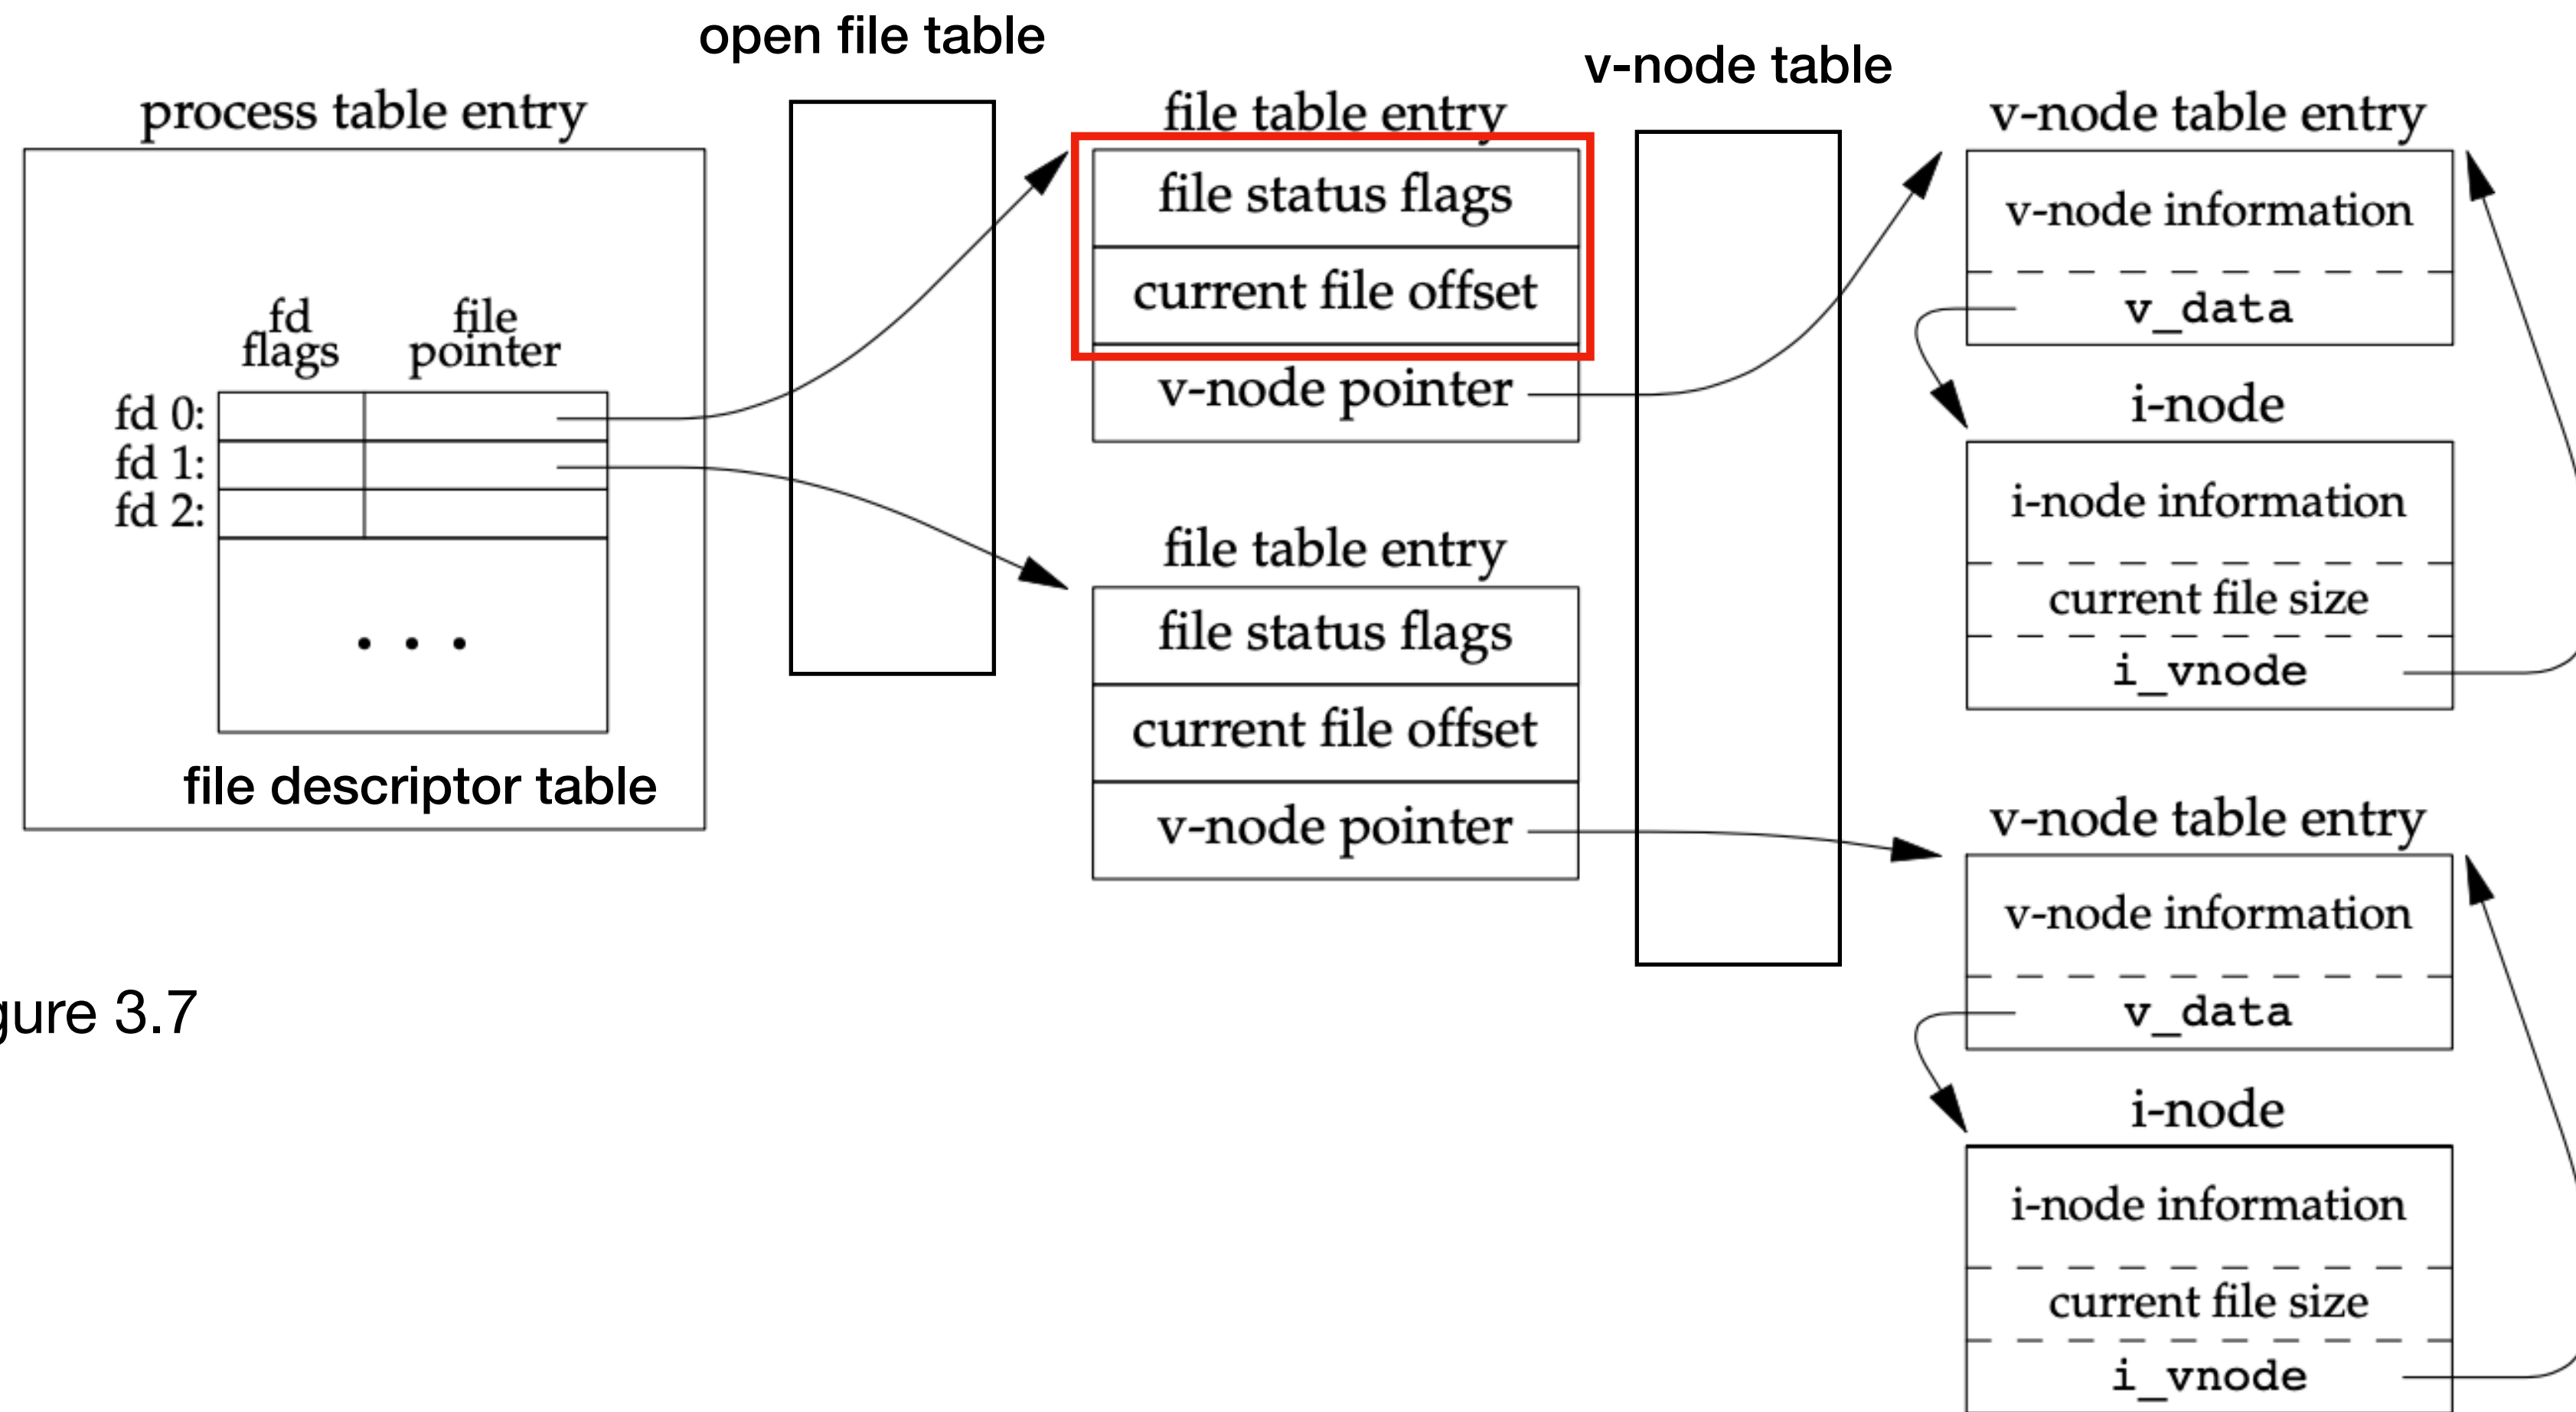 open file table
v-node table
process table entry
fd
flags
file
pointer
fd 0:
fd 1:
fd 2:
. . .
file descriptor table
file table entry
file status flags
current file offset
v-node pointer
file table entry
file status flags
current file offset
v-node pointer
v-node table entry
v-node information
v_data
i-node
i-node information
current file size
i_vnode
v-node table entry
v-node information
v_data
i-node
i-node information
current file size
i_vnode
gure 3.7